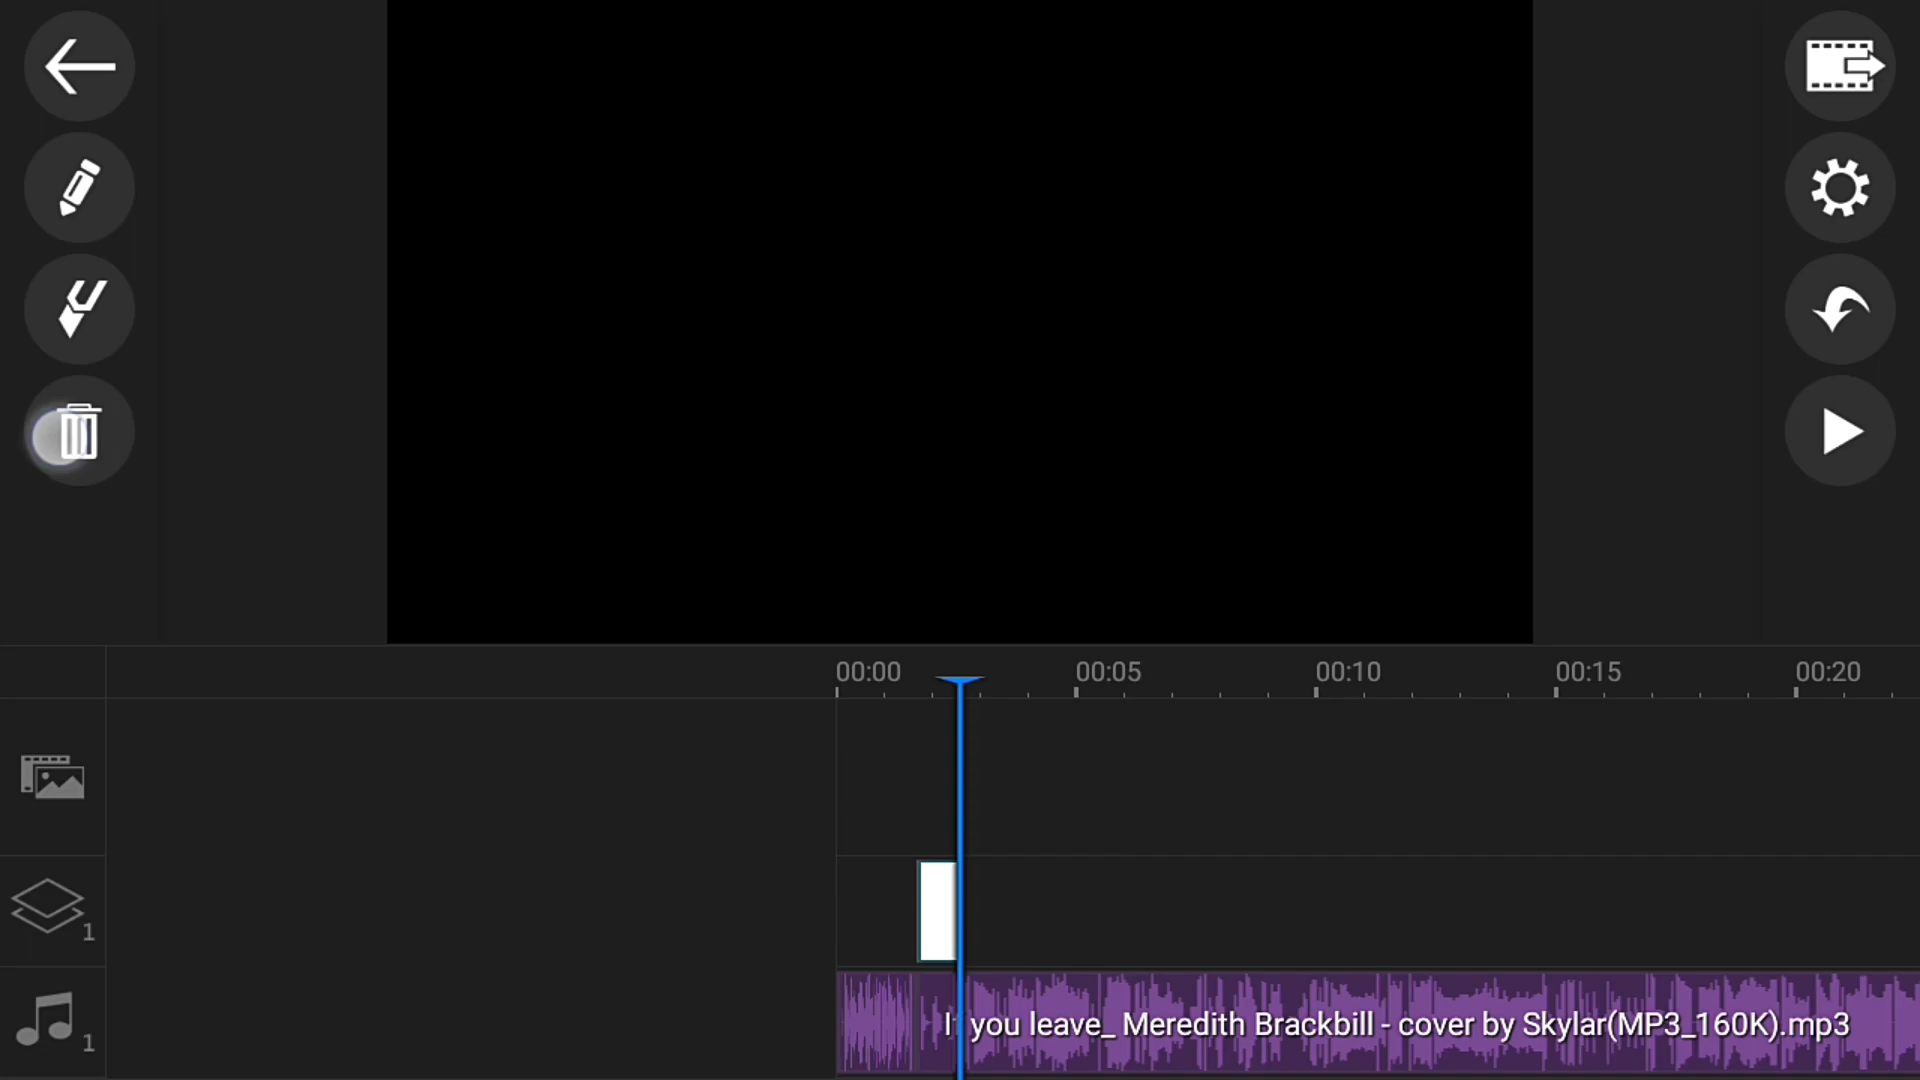 00:00 00:05 00:10 00:15 00:20
1
If you leave_ Meredith Brackbill - cover by Skylar(MP3_160K).mp3
1